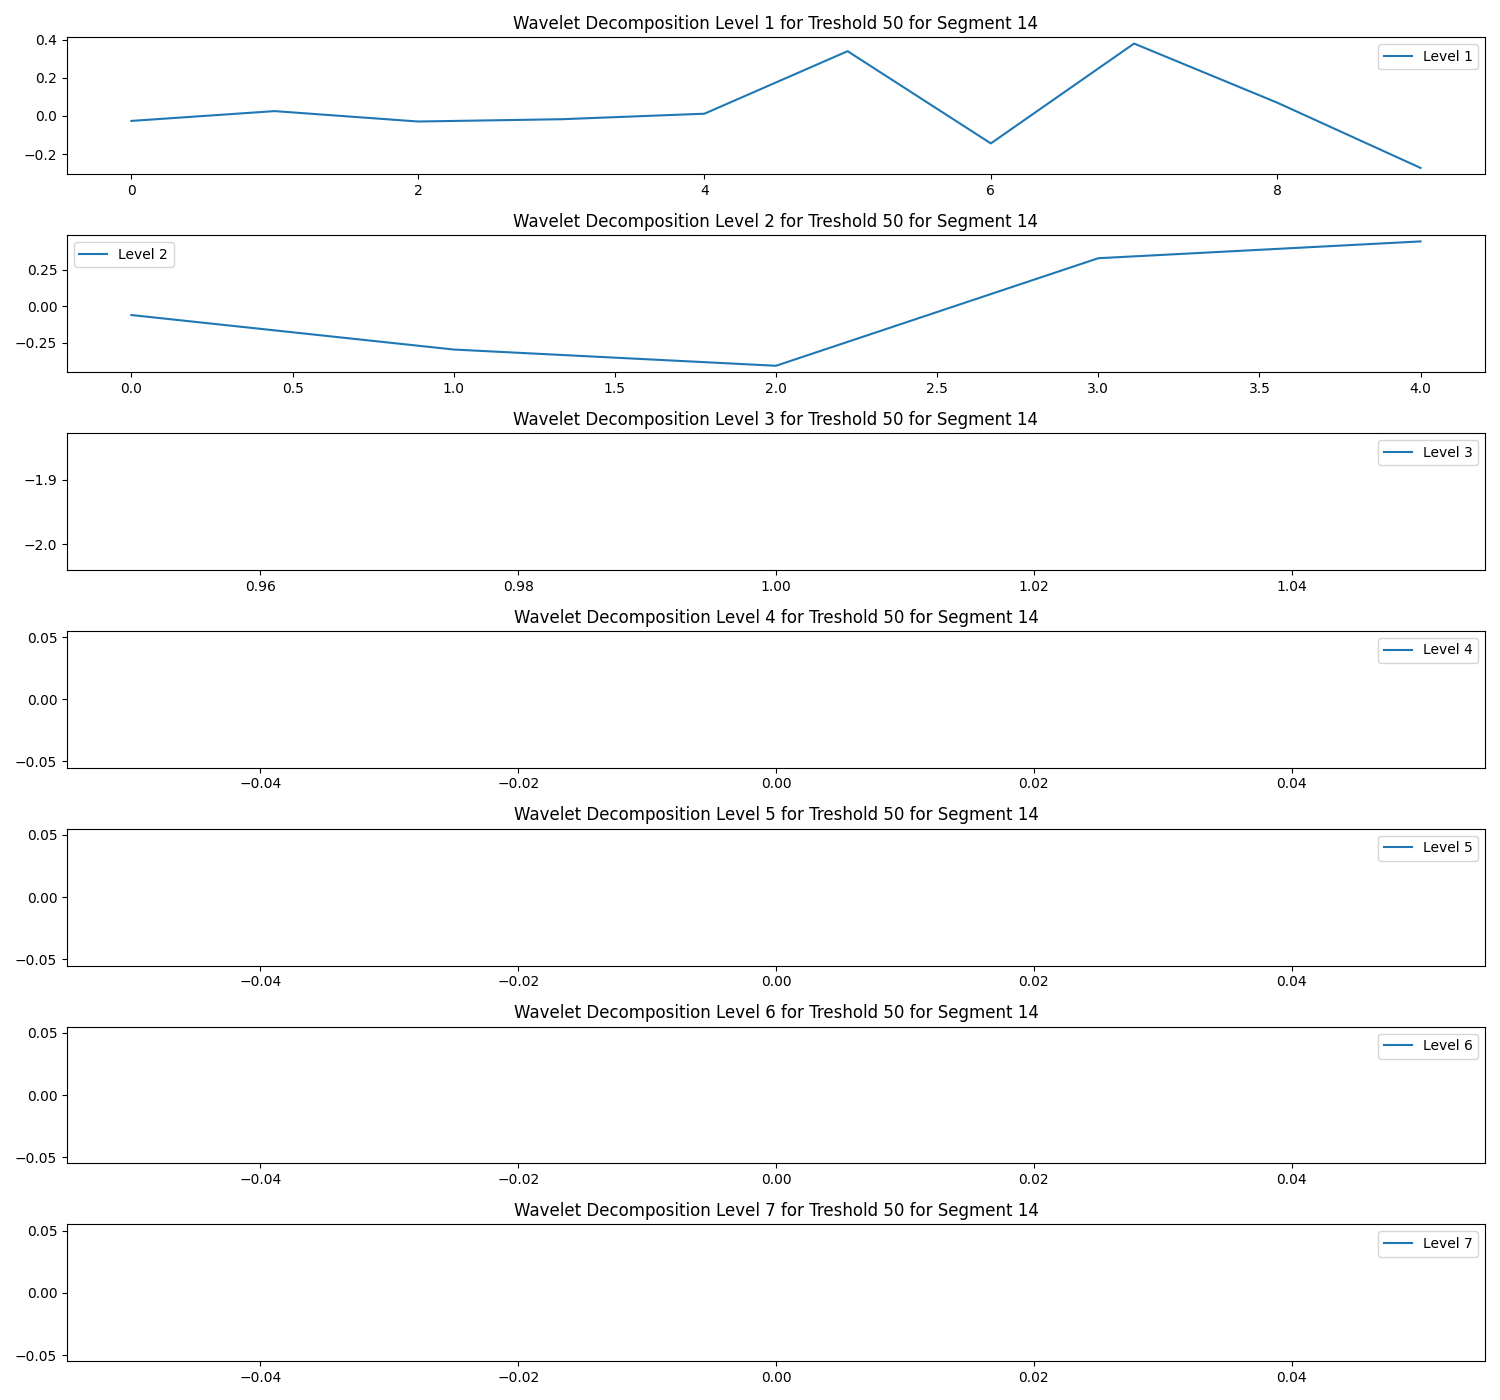 Wavelet Decomposition Level 1 for Treshold 50 for Segment 14
0.4
0.2
0.0
−0.2
Level 1
0 2 4 6 8
Wavelet Decomposition Level 2 for Treshold 50 for Segment 14
Level 2
0.25
0.00
−0.25
0.0 0.5 1.0 1.5 2.0 2.5 3.0 3.5 4.0
Wavelet Decomposition Level 3 for Treshold 50 for Segment 14
Level 3
−1.9
−2.0
0.96 0.98 1.00 1.02 1.04
Wavelet Decomposition Level 4 for Treshold 50 for Segment 14
0.05
Level 4
0.00
−0.05
−0.04 −0.02 0.00 0.02 0.04
Wavelet Decomposition Level 5 for Treshold 50 for Segment 14
0.05
Level 5
0.00
−0.05
−0.04 −0.02 0.00 0.02 0.04
Wavelet Decomposition Level 6 for Treshold 50 for Segment 14
0.05
Level 6
0.00
−0.05
−0.04 −0.02 0.00 0.02 0.04
Wavelet Decomposition Level 7 for Treshold 50 for Segment 14
0.05
Level 7
0.00
−0.05
−0.04 −0.02 0.00 0.02 0.04